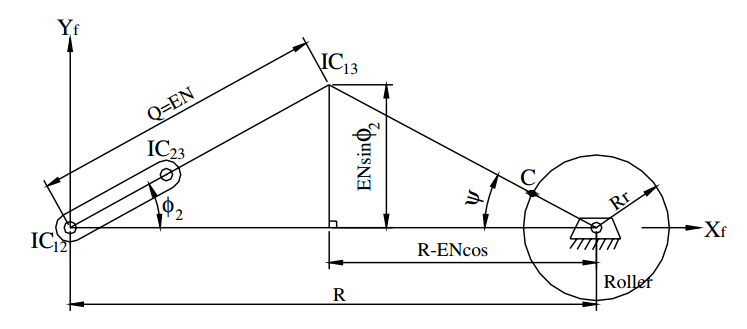 Yf
IC13
Q=EN
IC23
ENsinϕ2
C
Rr
ψ
ϕ2
IC12
Xf
R-ENcos
Roller
R